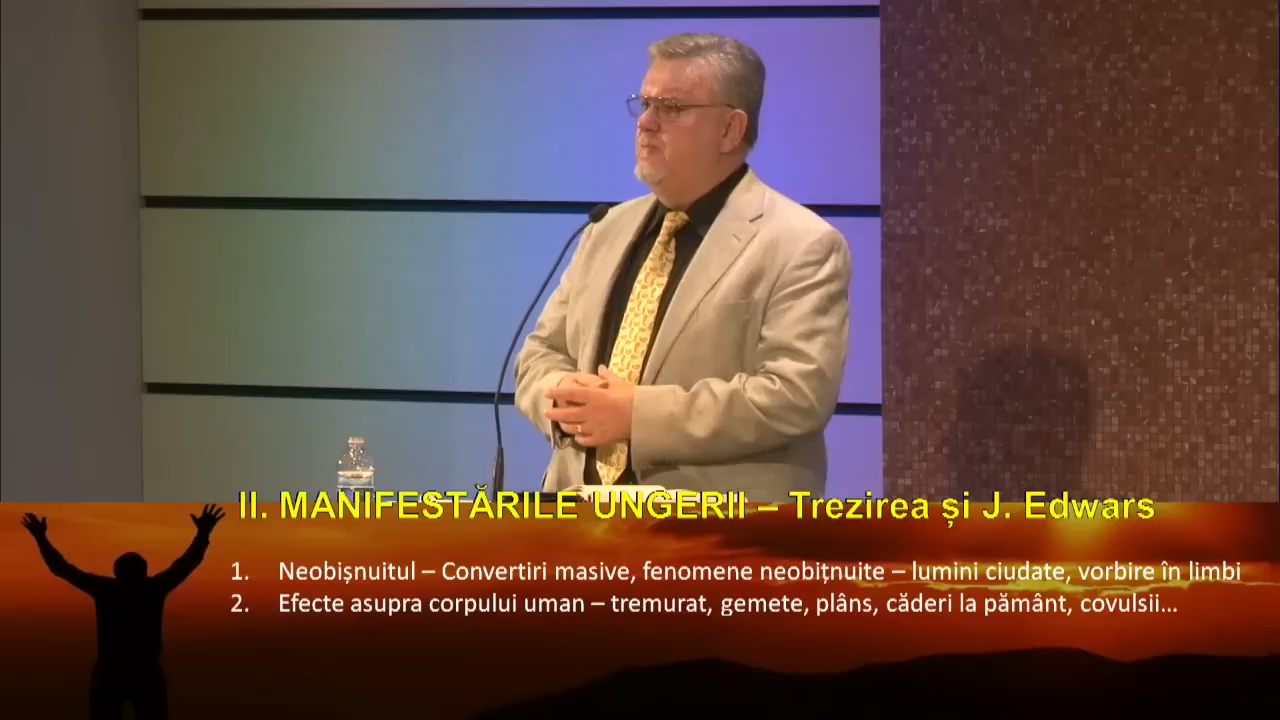 II. MANIFESTĂRILE UNGERII – Trezirea și J. Edwars
1. Neobișnuitul – Convertiri masive, fenomene neobițnuite – lumini ciudate, vorbire în limbi
2. Efecte asupra corpului uman – tremurat, gemete, plâns, căderi la pământ, covulsii...